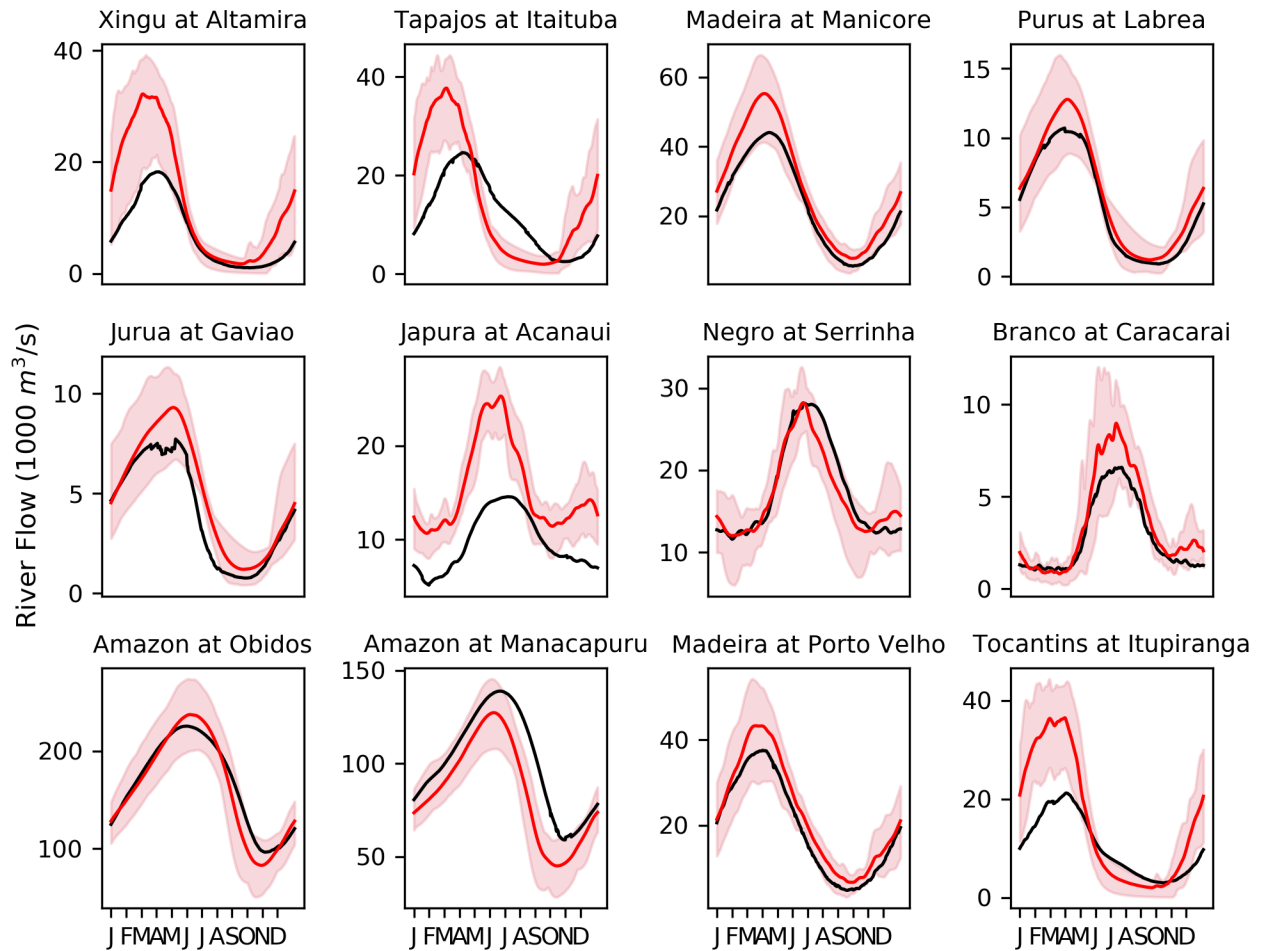 Xingu at Altamira
Tapajos at Itaituba
Madeira at Manicore
Purus at Labrea
40
20
0
40
20
0
60
40
20
15
10
5
0
River Flow (1000 m³/s)
Jurua at Gaviao
Japura at Acanaui
Negro at Serrinha
Branco at Caracarai
10
5
0
20
10
30
20
10
10
5
0
Amazon at Obidos
Amazon at Manacapuru
Madeira at Porto Velho
Tocantins at Itupiranga
200
100
150
100
50
40
20
40
20
0
J FMAMJ JASOND
J FMAMJ JASOND
J FMAMJ JASOND
J FMAMJ JASOND